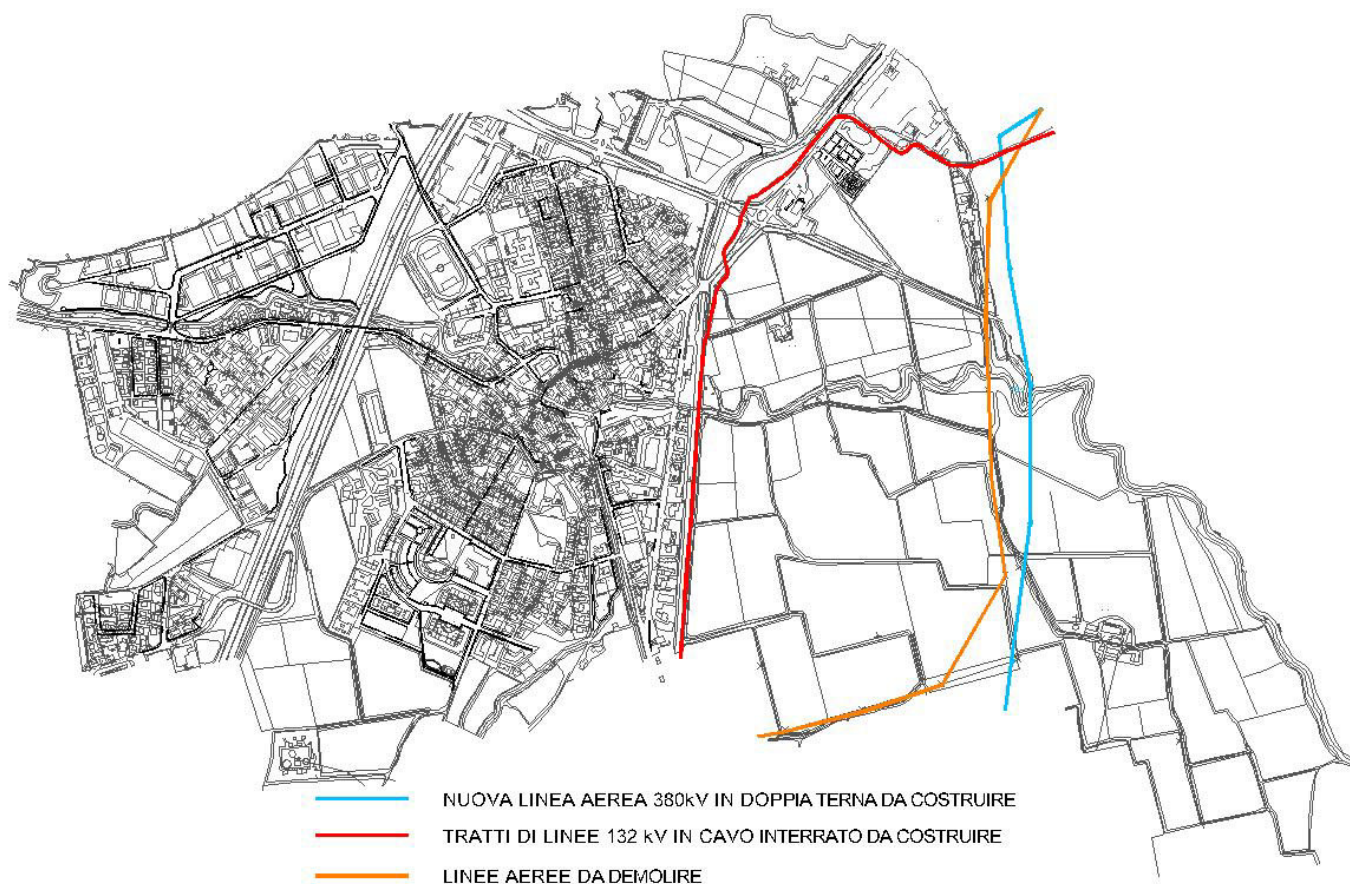 NUOVA LINEA AEREA 380kV IN DOPPIA TERNA DA COSTRUIRE
TRATTI DI LINEE 132 kV IN CAVO INTERRATO DA COSTRUIRE
LINEE AEREE DA DEMOLIRE